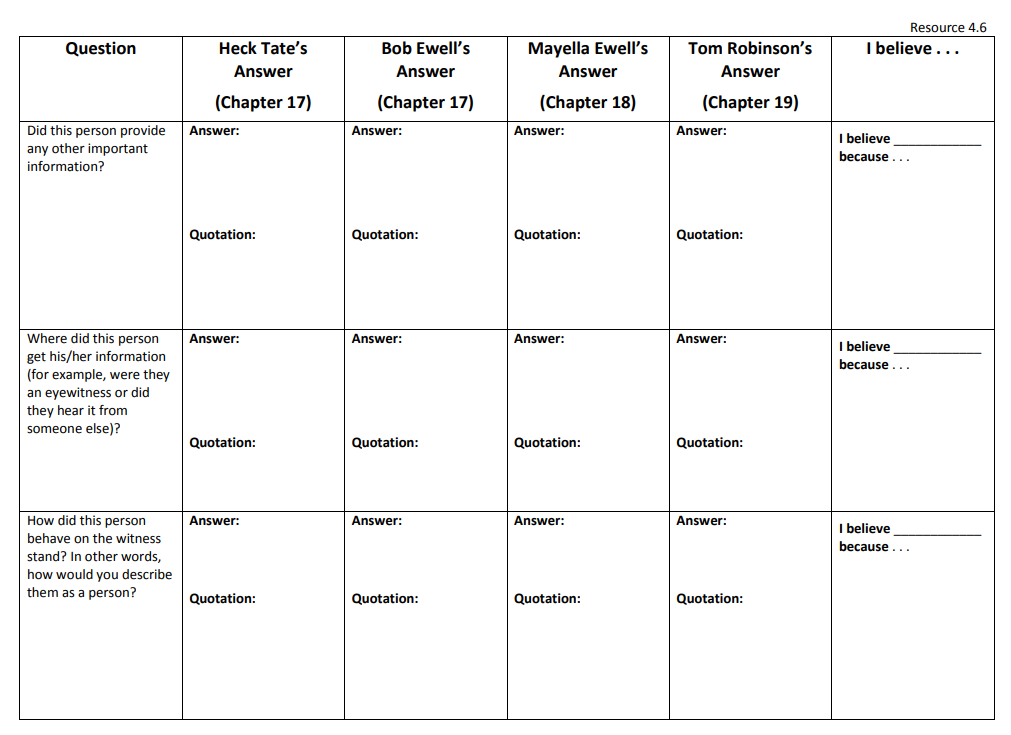 Resource 4.6
Question
Heck Tate’s
Answer
(Chapter 17)
Bob Ewell’s
Answer
(Chapter 17)
Mayella Ewell’s
Answer
(Chapter 18)
Tom Robinson’s
Answer
(Chapter 19)
I believe . . .
Did this person provide
any other important
information?
Answer:
Quotation:
Answer:
Quotation:
Answer:
Quotation:
Answer:
Quotation:
I believe ____________
because . . .
Where did this person
get his/her information
(for example, were they
an eyewitness or did
they hear it from
someone else)?
Answer:
Quotation:
Answer:
Quotation:
Answer:
Quotation:
Answer:
Quotation:
I believe ____________
because . . .
How did this person
behave on the witness
stand? In other words,
how would you describe
them as a person?
Answer:
Quotation:
Answer:
Quotation:
Answer:
Quotation:
Answer:
Quotation:
I believe ____________
because . . .